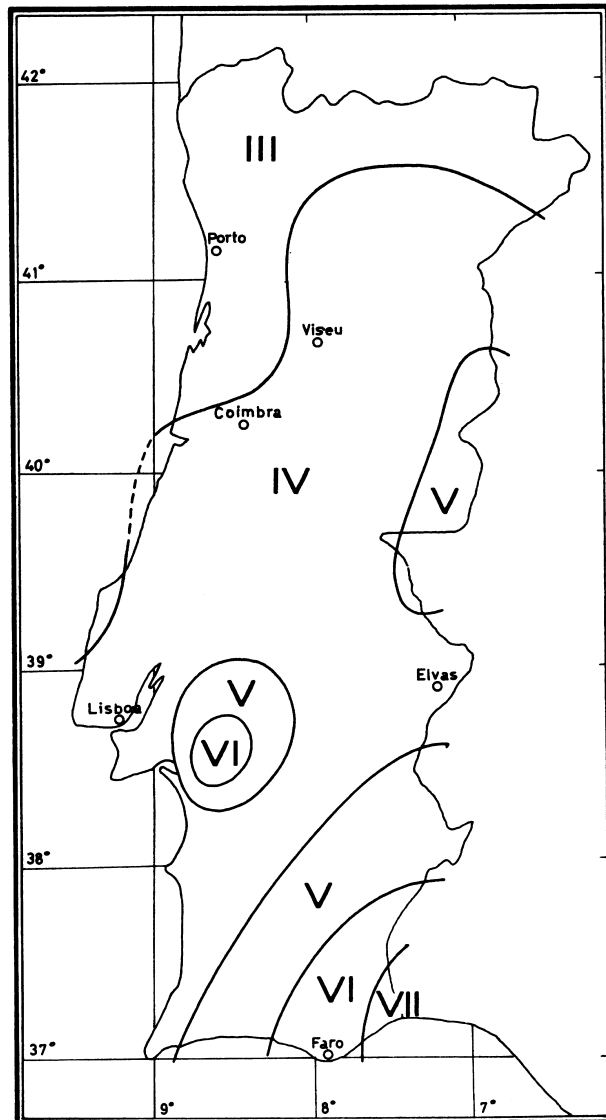 42°
III
Porto
41°
Viseu
Coimbra
40°
IV
V
39°
Elvas
V
Lisboa
VI
38°
V
VI
VII
37°
Faro
9°
8°
7°